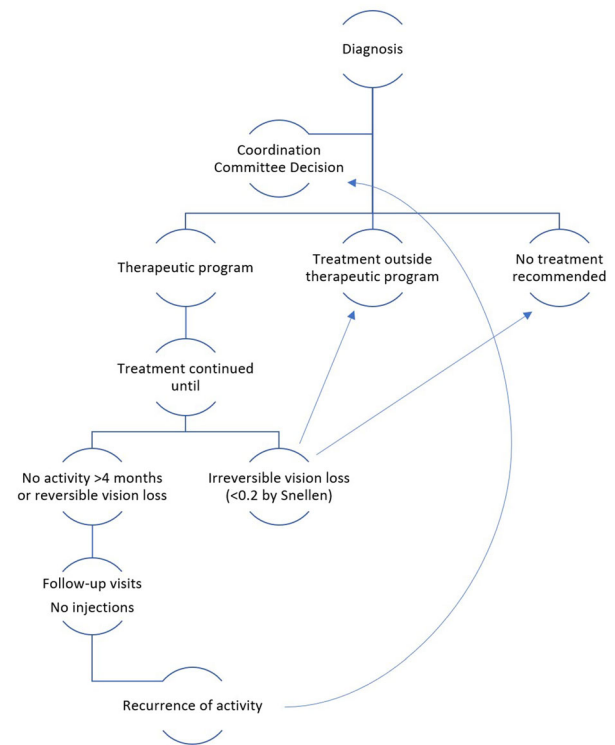 Diagnosis
Coordination
Committee Decision
Therapeutic program
Treatment outside
therapeutic program
No treatment
recommended
Treatment continued
until
No activity >4 months
or reversible vision loss
Irreversible vision loss
(<0.2 by Snellen)
Follow-up visits
No injections
Recurrence of activity